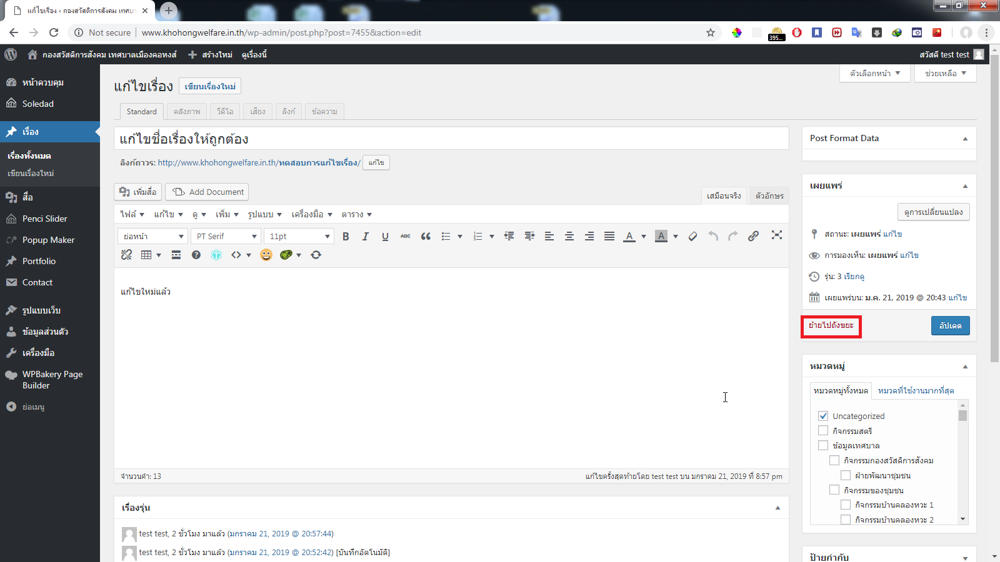 แก้ไขเรื่อง ‹ กองสวัสดิการสังคม เทศบา
Not secure | www.khohongwelfare.in.th/wp-admin/post.php?post=7455&action=edit
395...
กองสวัสดิการสังคม เทศบาลเมืองคอหงส์ + สร้างใหม่ ดูเรื่องนี้ สวัสดี test test
หน้าควบคุม
Soledad
เรื่อง
เรื่องทั้งหมด
เขียนเรื่องใหม่
สื่อ
Penci Slider
Popup Maker
Portfolio
Contact
รูปแบบเว็บ
ข้อมูลส่วนตัว
เครื่องมือ
WPBakery Page
Builder
ย่อเมนู
ตัวเลือกหน้า ช่วยเหลือ
แก้ไขเรื่อง เขียนเรื่องใหม่
Standard คลังภาพ วีดีโอ เสียง ลิงก์ ข้อความ
แก้ไขชื่อเรื่องให้ถูกต้อง
ลิงก์ถาวร: http://www.khohongwelfare.in.th/ทดสอบการแก้ไขเรื่อง/ แก้ไข
เพิ่มสื่อ Add Document
เสมือนจริง ตัวอักษร
ไฟล์ แก้ไข ดู เพิ่ม รูปแบบ เครื่องมือ ตาราง
ย่อหน้า PT Serif 11pt B I U ABC A A
แก้ไขใหม่แล้ว
จำนวนคำ: 13
แก้ไขครั้งสุดท้ายโดย test test บน มกราคม 21, 2019 ที่ 8:57 pm
เรื่องรุ่น
test test, 2 ชั่วโมง มาแล้ว (มกราคม 21, 2019 @ 20:57:44)
test test, 2 ชั่วโมง มาแล้ว (มกราคม 21, 2019 @ 20:52:42) [บันทึกอัตโนมัติ]
Post Format Data
เผยแพร่
ดูการเปลี่ยนแปลง
สถานะ: เผยแพร่ แก้ไข
การมองเห็น: เผยแพร่ แก้ไข
รุ่น: 3 เรียกดู
เผยแพร่บน: ม.ค. 21, 2019 @ 20:43 แก้ไข
ย้ายไปถังขยะ อัปเดต
หมวดหมู่
หมวดหมู่ทั้งหมด หมวดที่ใช้งานมากที่สุด
Uncategorized
กิจกรรมสตรี
ข้อมูลเทศบาล
กิจกรรมกองสวัสดิการสังคม
ฝ่ายพัฒนาชุมชน
กิจกรรมของชุมชน
กิจกรรมบ้านคลองหวะ 1
กิจกรรมบ้านคลองหวะ 2
ป้ายกำกับ